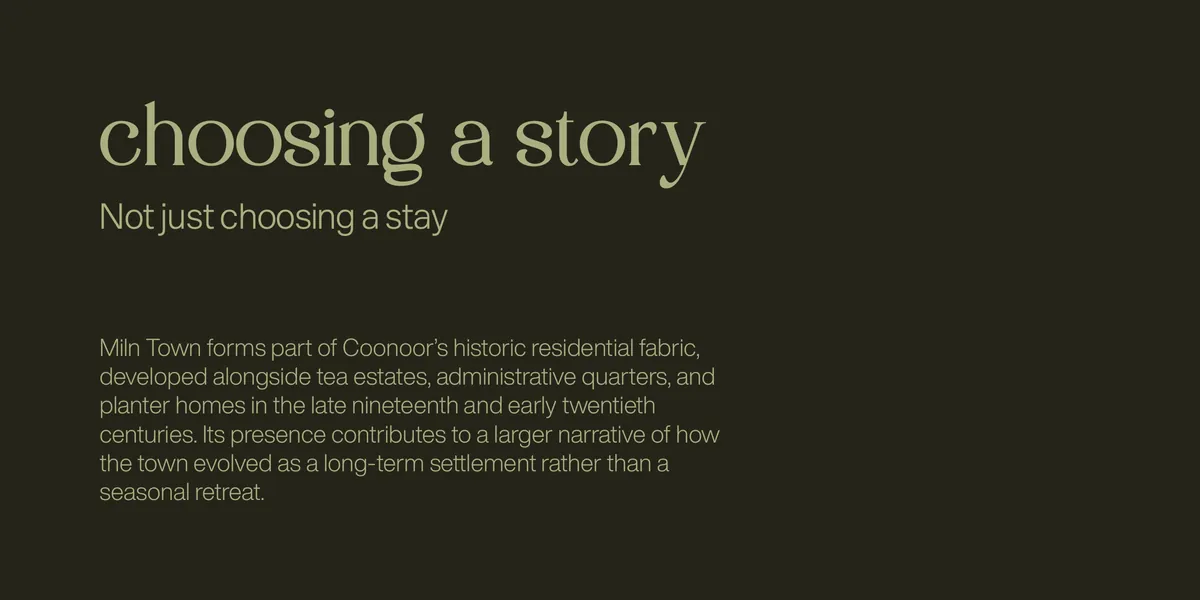 choosing a story
Not just choosing a stay
Miln Town forms part of Coonoor’s historic residential fabric,
developed alongside tea estates, administrative quarters, and
planter homes in the late nineteenth and early twentieth
centuries. Its presence contributes to a larger narrative of how
the town evolved as a long-term settlement rather than a
seasonal retreat.